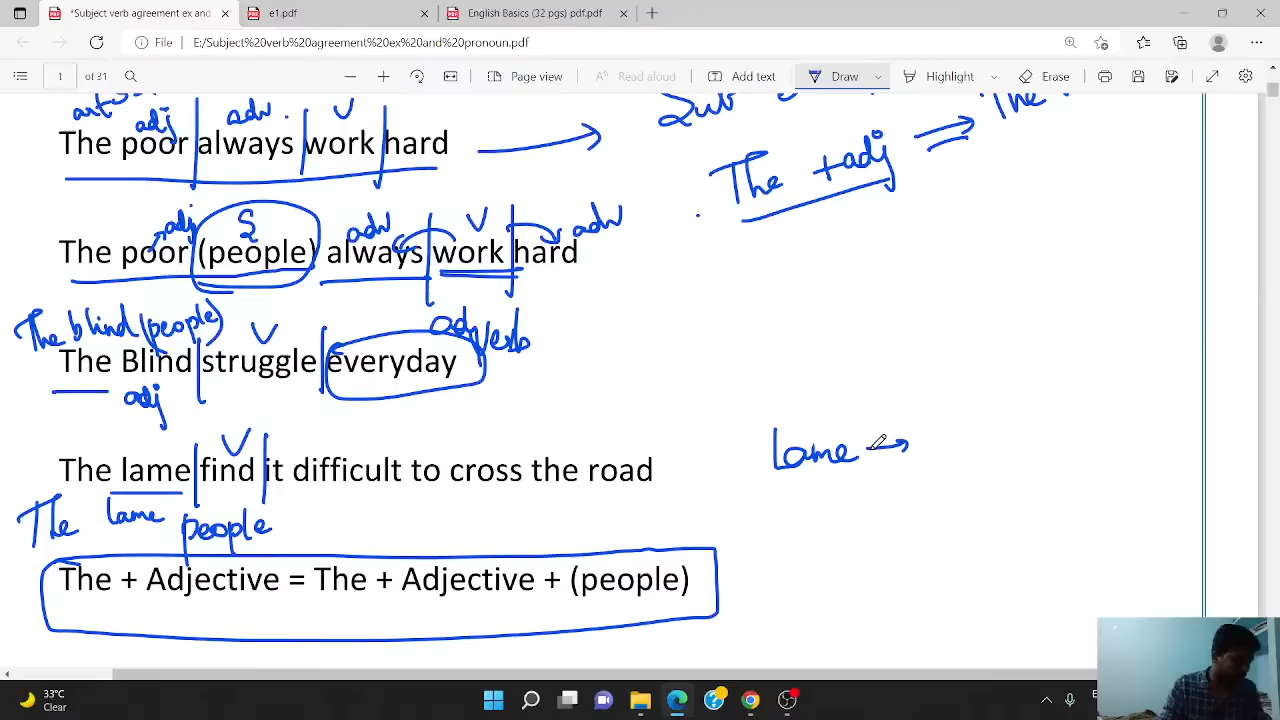 *Subject verb agreement ex and
e1.pdf
English Basics (32 pgs) pdf.pdf
File
E:/Subject%20verb%20agreement%20ex%20and%20pronoun.pdf
1 of 31
Page view
Read aloud
Add text
Draw
Highlight
Erase
adj adv. V
The poor always work hard
Sub
The
The + adj
adj S adv V adv
The poor (people) always work hard
The blind (people) V adverb
The Blind struggle everyday
adj
V
The lame find it difficult to cross the road
Lame →
The lame people
The + Adjective = The + Adjective + (people)
33°C
Clear